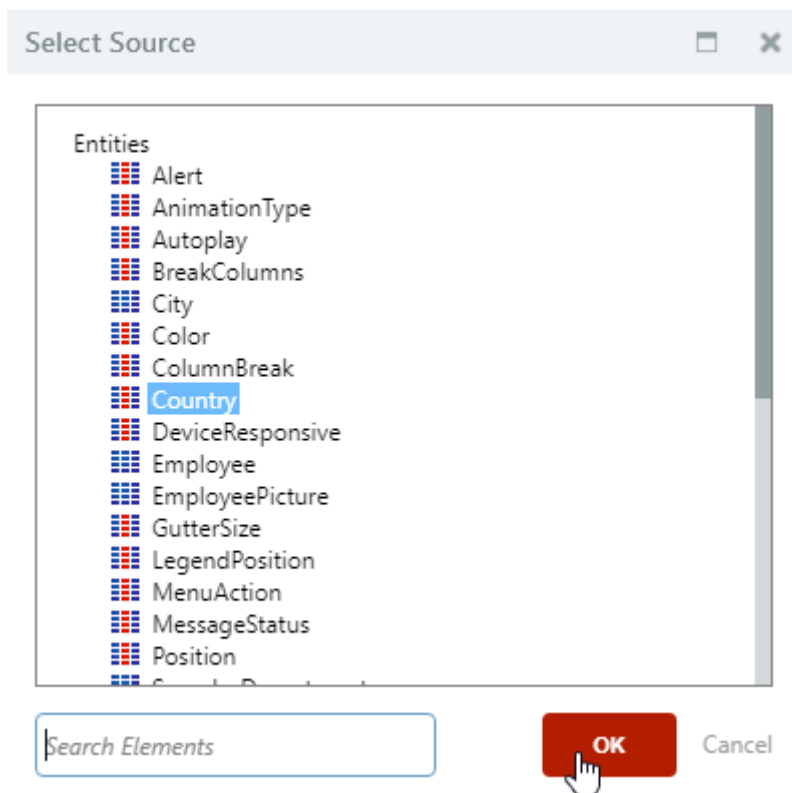 Select Source
Entities
Alert
AnimationType
Autoplay
BreakColumns
City
Color
ColumnBreak
Country
DeviceResponsive
Employee
EmployeePicture
GutterSize
LegendPosition
MenuAction
MessageStatus
Position
Search Elements
OK
Cancel